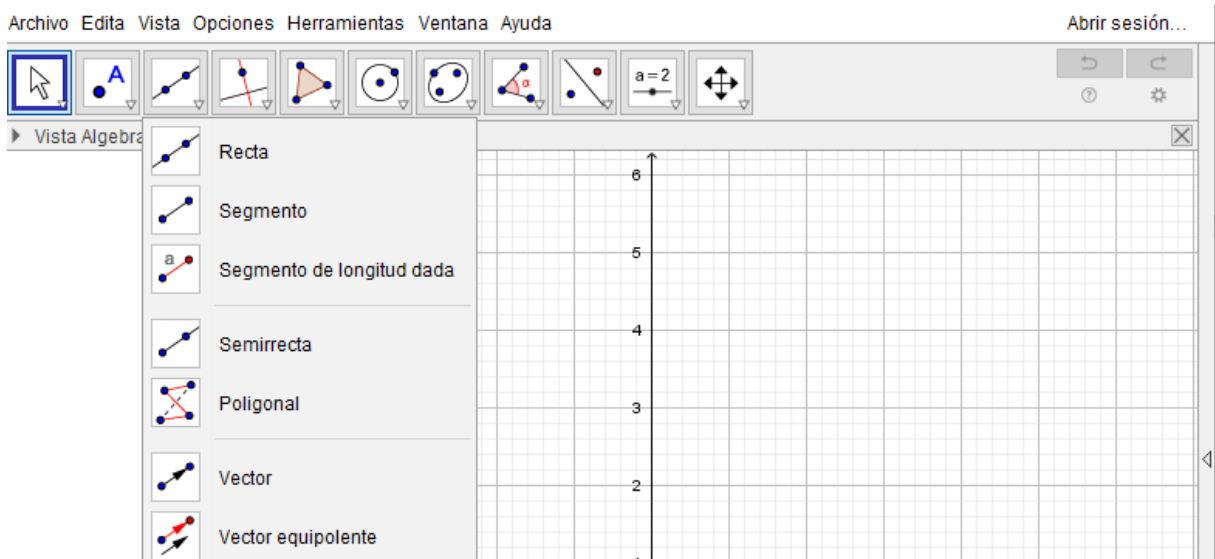 Archivo Edita Vista Opciones Herramientas Ventana Ayuda Abrir sesión...
A
α
a=2
Vista Algebra
Recta
Segmento
a
Segmento de longitud dada
Semirrecta
Poligonal
Vector
Vector equipolente
6
5
4
3
2